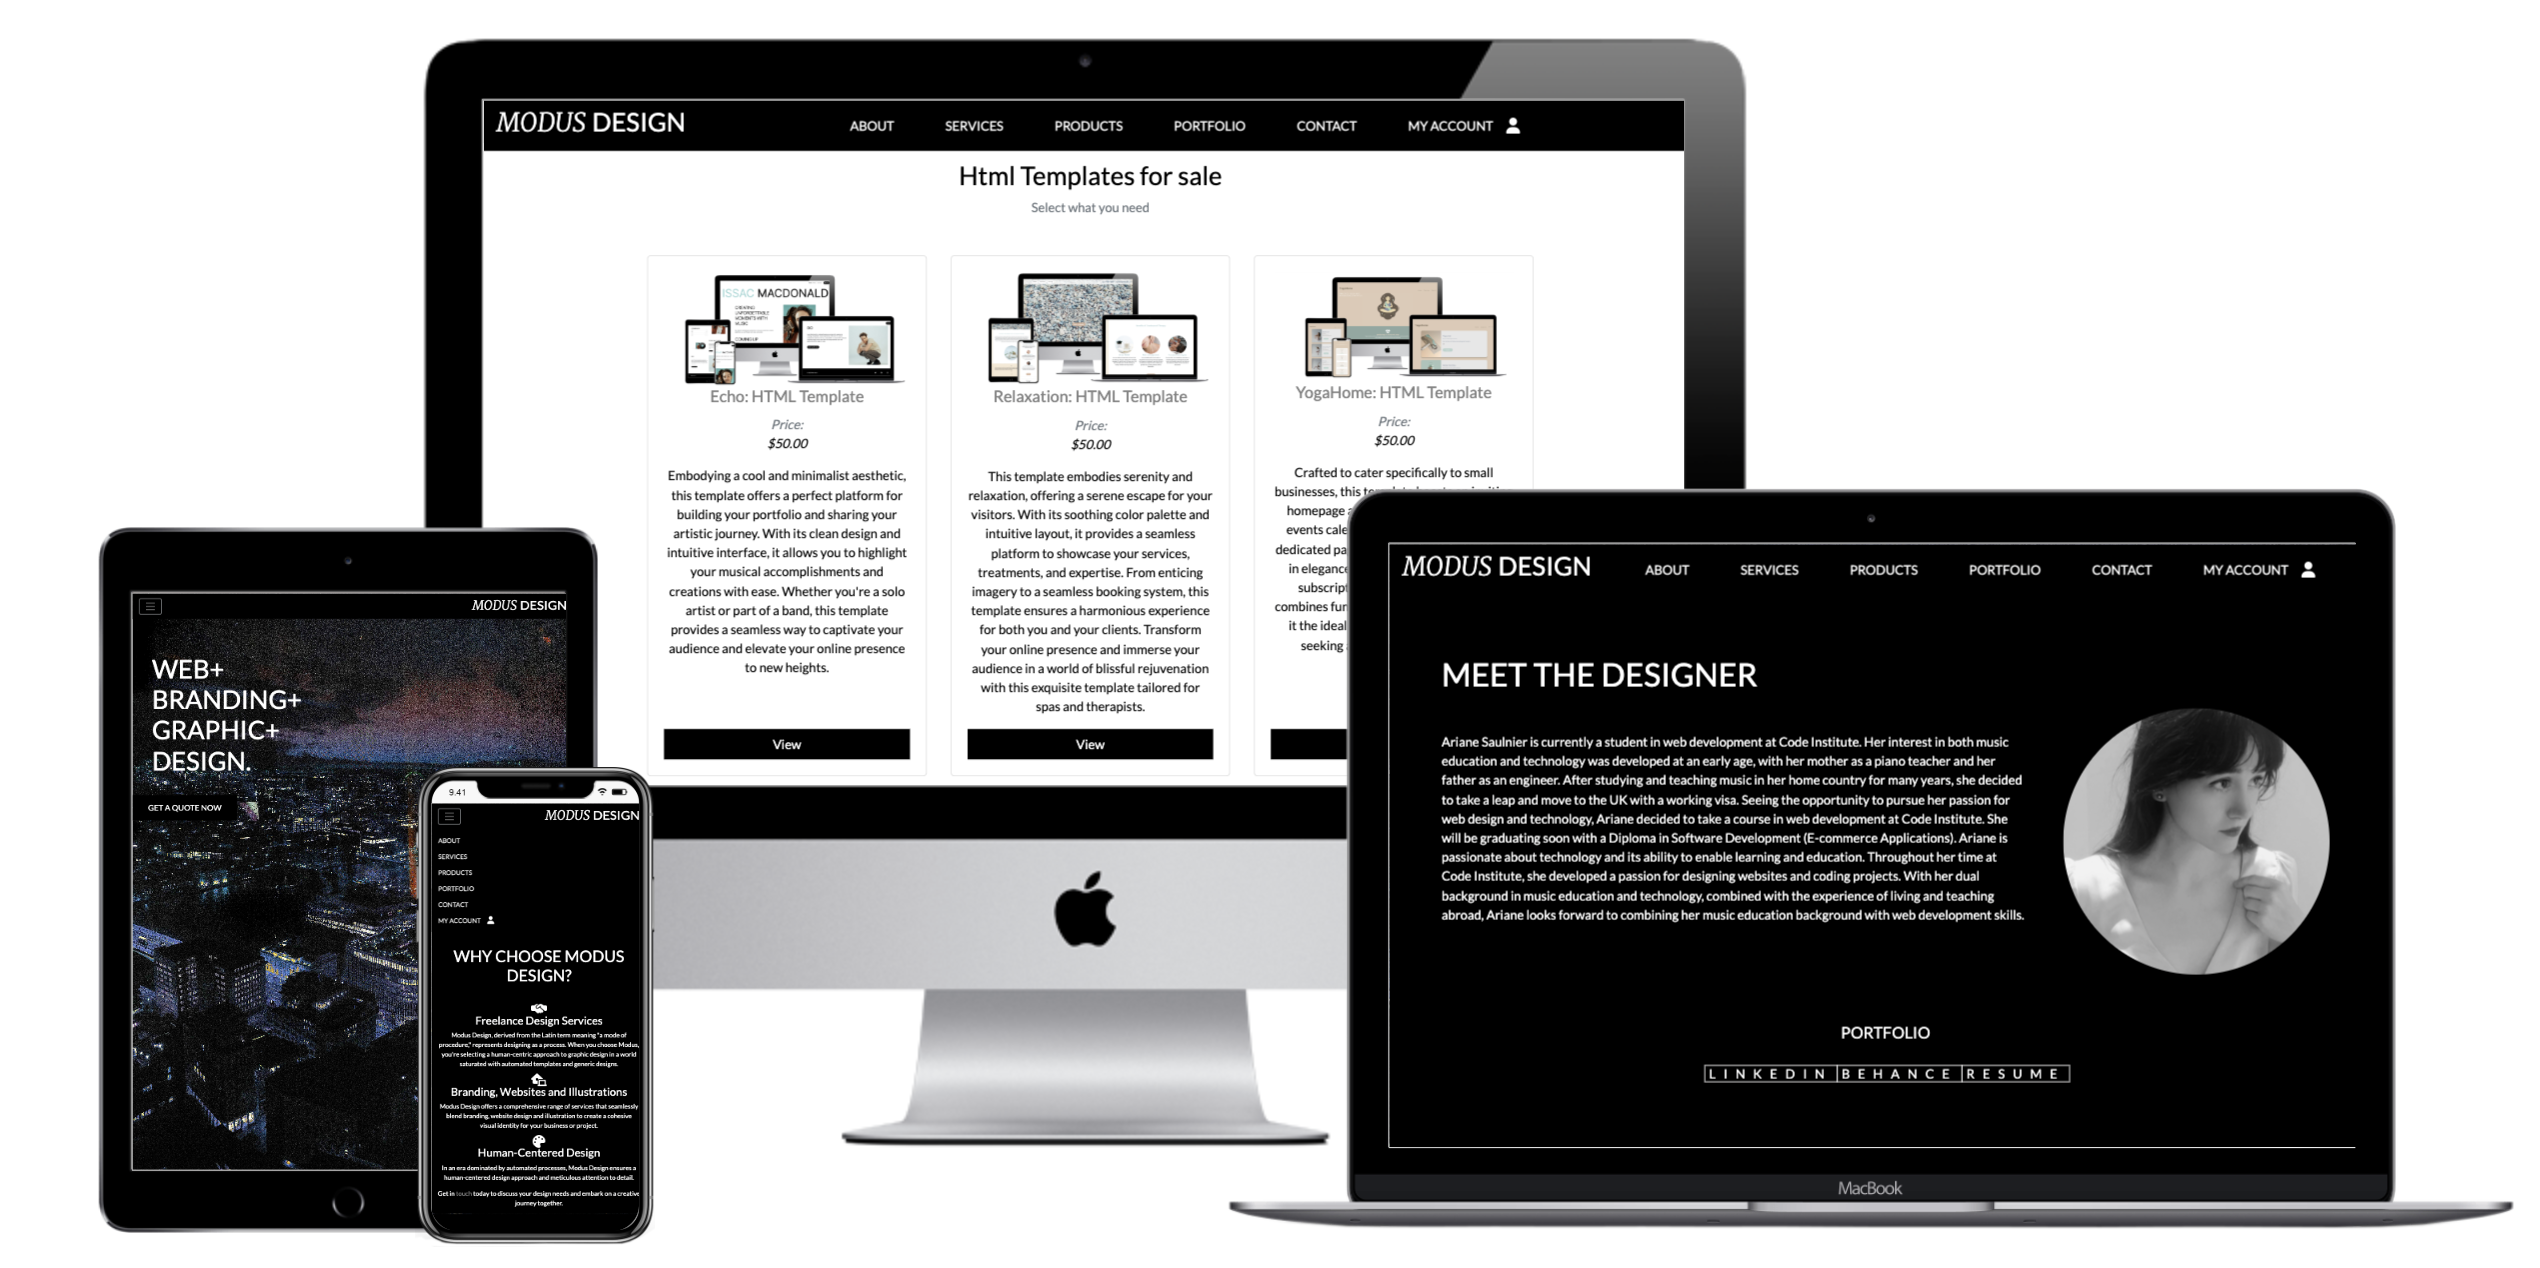 MODUS DESIGN
ABOUT SERVICES PRODUCTS PORTFOLIO CONTACT MY ACCOUNT
Html Templates for sale
Select what you need
ISSAC MACDONALD
Echo: HTML Template
Price:
$50.00
Embodying a cool and minimalist aesthetic,
this template offers a perfect platform for
building your portfolio and sharing your
artistic journey. With its clean design and
intuitive interface, it allows you to highlight
your musical accomplishments and
creations with ease. Whether you're a solo
artist or part of a band, this template
provides a seamless way to captivate your
audience and elevate your online presence
to new heights.
View
Relaxation: HTML Template
Price:
$50.00
This template embodies serenity and
relaxation, offering a serene escape for your
visitors. With its soothing color palette and
intuitive layout, it provides a seamless
platform to showcase your services,
treatments, and expertise. From enticing
imagery to a seamless booking system, this
template ensures a harmonious experience
for both you and your clients. Transform
your online presence and immerse your
audience in a world of blissful rejuvenation
with this exquisite template tailored for
spas and therapists.
View
YogaHome: HTML Template
Price:
$50.00
Crafted to cater specifically to small
businesses, this
homepage
events
dedicated
in elegance
combines
it the ideal
seeking
MODUS DESIGN
WEB+
BRANDING+
GRAPHIC+
DESIGN.
GET A QUOTE NOW
9.41
MODUS DESIGN
ABOUT
SERVICES
PRODUCTS
PORTFOLIO
CONTACT
MY ACCOUNT
WHY CHOOSE MODUS
DESIGN?
Freelance Design Services
Modus Design, derived from the Latin term meaning "a mode of
procedure," represents designing as a process. When you choose Modus,
you're selecting a human-centric approach to graphic design in a world
saturated with automated templates and generic designs.
Branding, Websites and Illustrations
Modus Design offers a comprehensive range of services that seamlessly
blend branding, website design and illustration to create a cohesive
visual identity for your business or project.
Human-Centered Design
In an era dominated by automated processes, Modus Design ensures a
human-centered design approach and meticulous attention to detail.
Get in touch today to discuss your design needs and embark on a creative
journey together.
MODUS DESIGN
ABOUT SERVICES PRODUCTS PORTFOLIO CONTACT MY ACCOUNT
MEET THE DESIGNER
Ariane Saulnier is currently a student in web development at Code Institute. Her interest in both music
education and technology was developed at an early age, with her mother as a piano teacher and her
father as an engineer. After studying and teaching music in her home country for many years, she decided
to take a leap and move to the UK with a working visa. Seeing the opportunity to pursue her passion for
web design and technology, Ariane decided to take a course in web development at Code Institute. She
will be graduating soon with a Diploma in Software Development (E-commerce Applications). Ariane is
passionate about technology and its ability to enable learning and education. Throughout her time at
Code Institute, she developed a passion for designing websites and coding projects. With her dual
background in music education and technology, combined with the experience of living and teaching
abroad, Ariane looks forward to combining her music education background with web development skills.
PORTFOLIO
LINKEDIN BEHANCE RESUME
MacBook